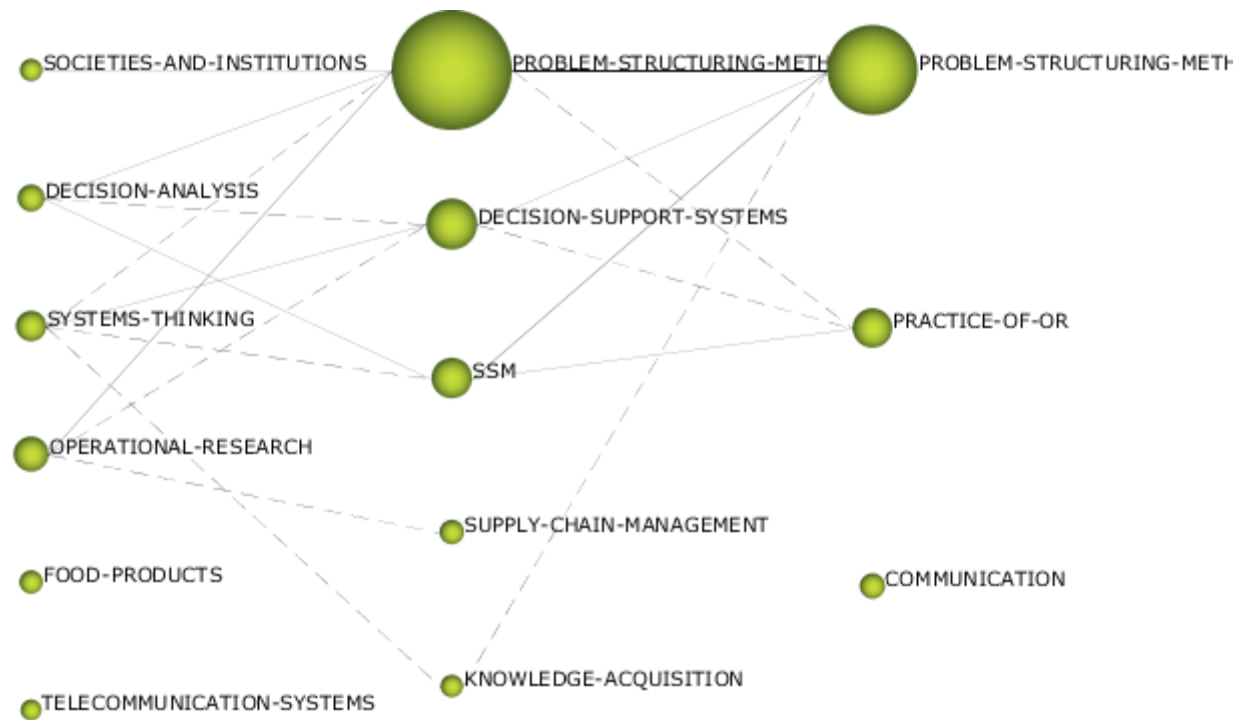 SOCIETIES-AND-INSTITUTIONS
PROBLEM-STRUCTURING-METH
PROBLEM-STRUCTURING-METH
DECISION-ANALYSIS
DECISION-SUPPORT-SYSTEMS
SYSTEMS-THINKING
PRACTICE-OF-OR
SSM
OPERATIONAL-RESEARCH
SUPPLY-CHAIN-MANAGEMENT
FOOD-PRODUCTS
COMMUNICATION
KNOWLEDGE-ACQUISITION
TELECOMMUNICATION-SYSTEMS